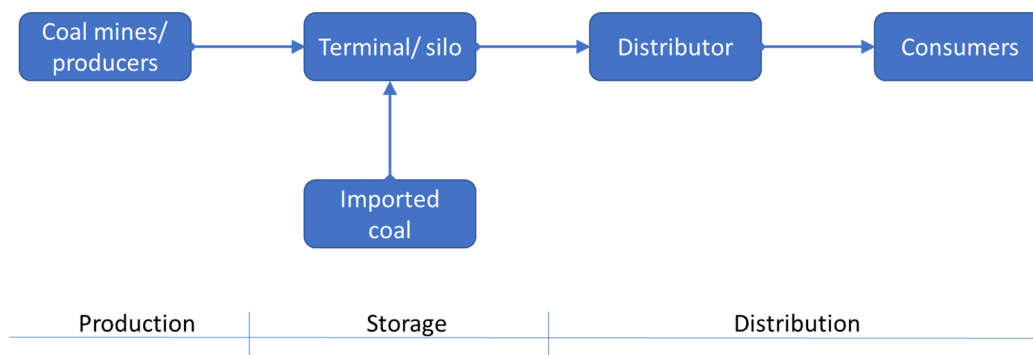 Coal mines/
producers
Terminal/ silo
Distributor
Consumers
Imported
coal
Production
Storage
Distribution